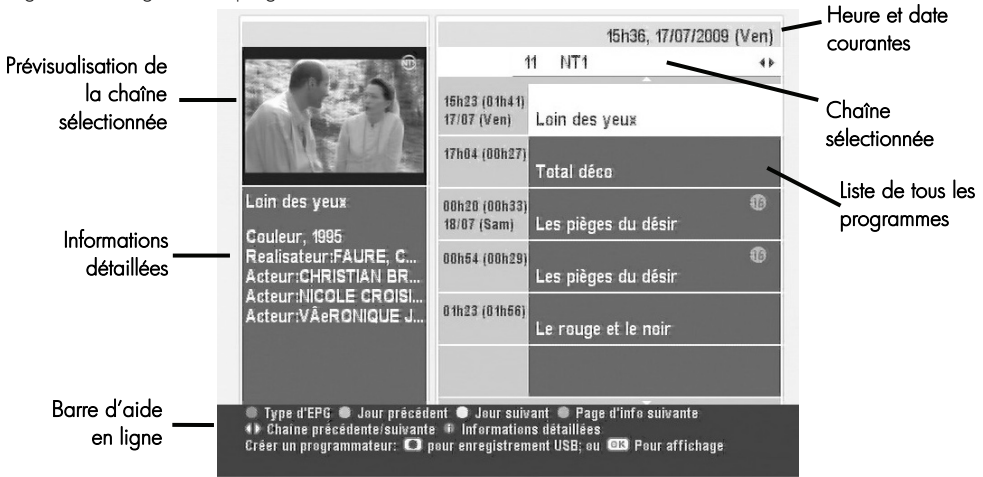 Heure et date
courantes
Prévisualisation de
la chaîne
sélectionnée
15h36, 17/07/2009 (Ven)
11 NT1
Chaîne
sélectionnée
15h23 (01h41)
17/07 (Ven)
Loin des yeux
17h04 (00h27)
Total déco
Liste de tous les
programmes
00h20 (00h33)
18/07 (Sam)
Les pièges du désir
00h54 (00h29)
Les pièges du désir
01h23 (01h56)
Le rouge et le noir
Informations
détaillées
Loin des yeux
Couleur, 1995
Realisateur:FAURE, C...
Acteur:CHRISTIAN BR...
Acteur:NICOLE CROISI...
Acteur:VÂeRONIQUE J...
Barre d'aide
en ligne
Type d'EPG Jour précédent Jour suivant Page d'info suivante
Chaîne précédente/suivante Informations détaillées
Créer un programmateur: pour enregistrement USB; ou OK Pour affichage